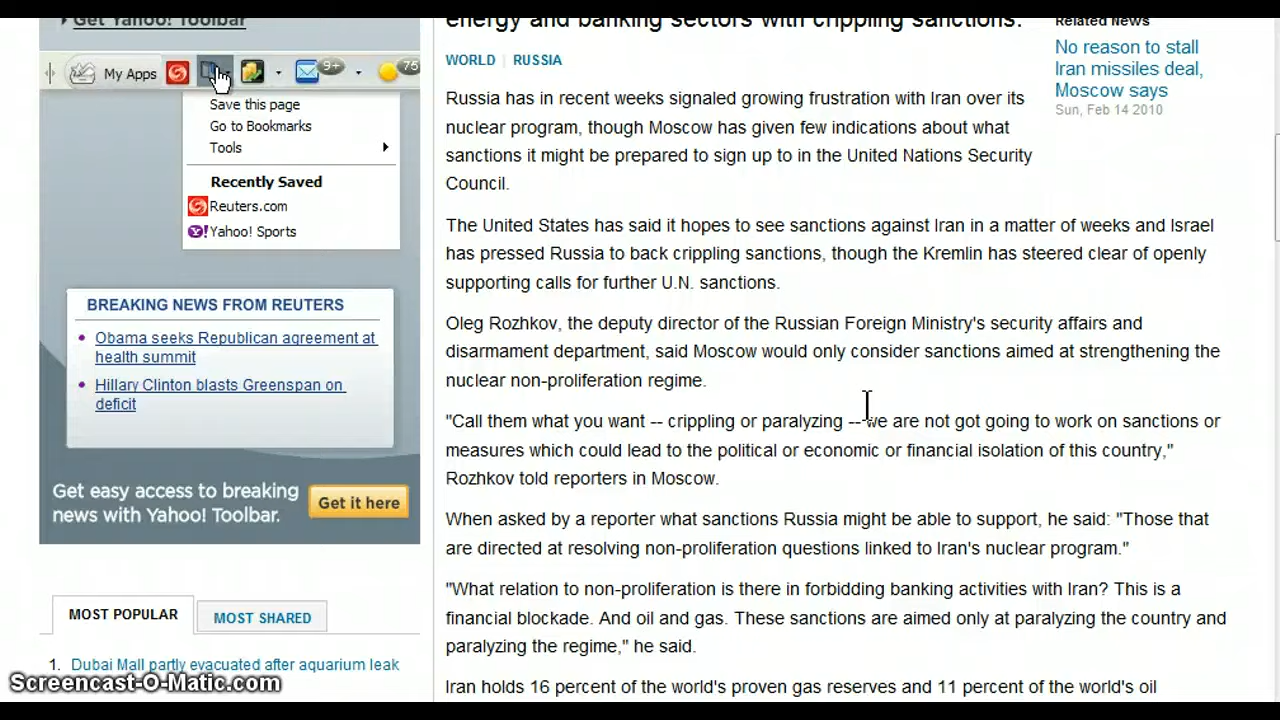 Get Yahoo! Toolbar
My Apps
9+
75
Save this page
Go to Bookmarks
Tools
Recently Saved
Reuters.com
Y! Yahoo! Sports
BREAKING NEWS FROM REUTERS
Obama seeks Republican agreement at
health summit
Hillary Clinton blasts Greenspan on
deficit
Get easy access to breaking
news with Yahoo! Toolbar.
Get it here
MOST POPULAR
MOST SHARED
1. Dubai Mall partly evacuated after aquarium leak
energy and banking sectors with crippling sanctions.
WORLD | RUSSIA
Russia has in recent weeks signaled growing frustration with Iran over its
nuclear program, though Moscow has given few indications about what
sanctions it might be prepared to sign up to in the United Nations Security
Council.
The United States has said it hopes to see sanctions against Iran in a matter of weeks and Israel
has pressed Russia to back crippling sanctions, though the Kremlin has steered clear of openly
supporting calls for further U.N. sanctions.
Oleg Rozhkov, the deputy director of the Russian Foreign Ministry's security affairs and
disarmament department, said Moscow would only consider sanctions aimed at strengthening the
nuclear non-proliferation regime.
"Call them what you want -- crippling or paralyzing -- we are not got going to work on sanctions or
measures which could lead to the political or economic or financial isolation of this country,"
Rozhkov told reporters in Moscow.
When asked by a reporter what sanctions Russia might be able to support, he said: "Those that
are directed at resolving non-proliferation questions linked to Iran's nuclear program."
"What relation to non-proliferation is there in forbidding banking activities with Iran? This is a
financial blockade. And oil and gas. These sanctions are aimed only at paralyzing the country and
paralyzing the regime," he said.
Iran holds 16 percent of the world's proven gas reserves and 11 percent of the world's oil
Related News
No reason to stall
Iran missiles deal,
Moscow says
Sun, Feb 14 2010
Screencast-O-Matic.com